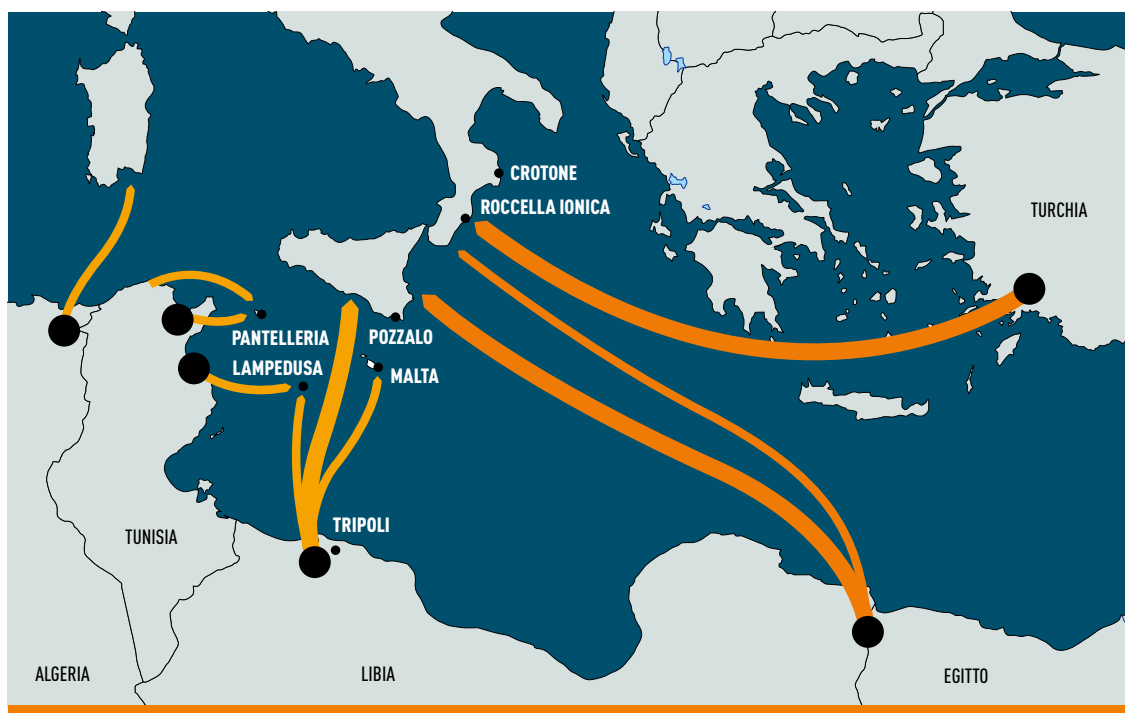 CROTONE
ROCCELLA IONICA
TURCHIA
PANTELLERIA
POZZALO
LAMPEDUSA
MALTA
TRIPOLI
TUNISIA
ALGERIA
LIBIA
EGITTO